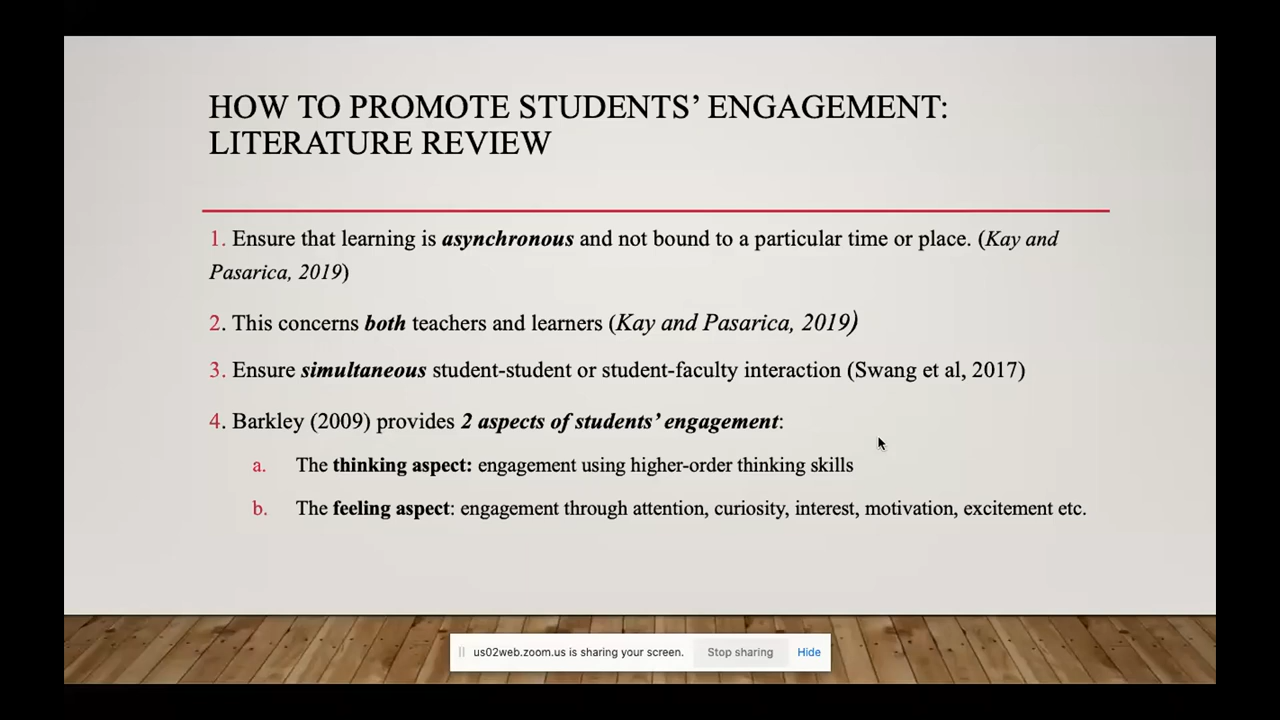 HOW TO PROMOTE STUDENTS’ ENGAGEMENT:
LITERATURE REVIEW
1. Ensure that learning is asynchronous and not bound to a particular time or place. (Kay and
Pasarica, 2019)
2. This concerns both teachers and learners (Kay and Pasarica, 2019)
3. Ensure simultaneous student-student or student-faculty interaction (Swang et al, 2017)
4. Barkley (2009) provides 2 aspects of students’ engagement:
a. The thinking aspect: engagement using higher-order thinking skills
b. The feeling aspect: engagement through attention, curiosity, interest, motivation, excitement etc.
us02web.zoom.us is sharing your screen. Stop sharing Hide